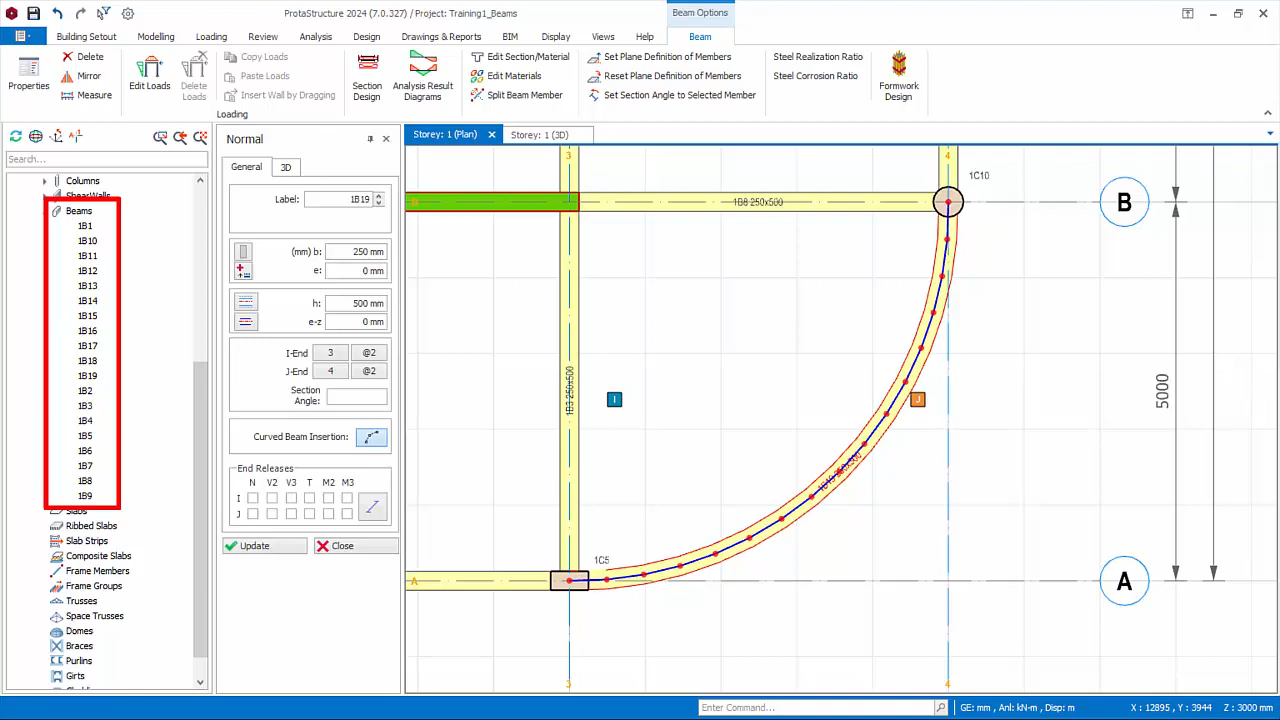 ProtaStructure 2024 (7.0.327) / Project: Training1_Beams
Beam Options
Building Setout Modelling Loading Review Analysis Design Drawings & Reports BIM Display Views Help Beam
Properties
Delete
Mirror
Measure
Edit Loads
Delete Loads
Copy Loads
Paste Loads
Insert Wall by Dragging
Loading
Section Design
Analysis Result Diagrams
Edit Section/Material
Edit Materials
Split Beam Member
Set Plane Definition of Members
Reset Plane Definition of Members
Set Section Angle to Selected Member
Steel Realization Ratio
Steel Corrosion Ratio
Formwork Design
Search...
Columns
ShearWalls
Beams
1B1
1B10
1B11
1B12
1B13
1B14
1B15
1B16
1B17
1B18
1B19
1B2
1B3
1B4
1B5
1B6
1B7
1B8
1B9
Slabs
Ribbed Slabs
Slab Strips
Composite Slabs
Frame Members
Frame Groups
Trusses
Space Trusses
Domes
Braces
Purlins
Girts
Normal
General 3D
Label: 1B19
(mm) b: 250 mm
e: 0 mm
h: 500 mm
e-z 0 mm
I-End 3 @2
J-End 4 @2
Section Angle:
Curved Beam Insertion:
End Releases
N V2 V3 T M2 M3
I
J
Update Close
Storey: 1 (Plan) Storey: 1 (3D)
3
4
1C10
B
1B8 250x500
B
1B3 250x500
I
J
5000
1B19 250x500
1C5
A
A
3
4
Enter Command...
GE: mm , Anl: kN-m , Disp: m
X : 12895 , Y : 3944
Z : 3000 mm